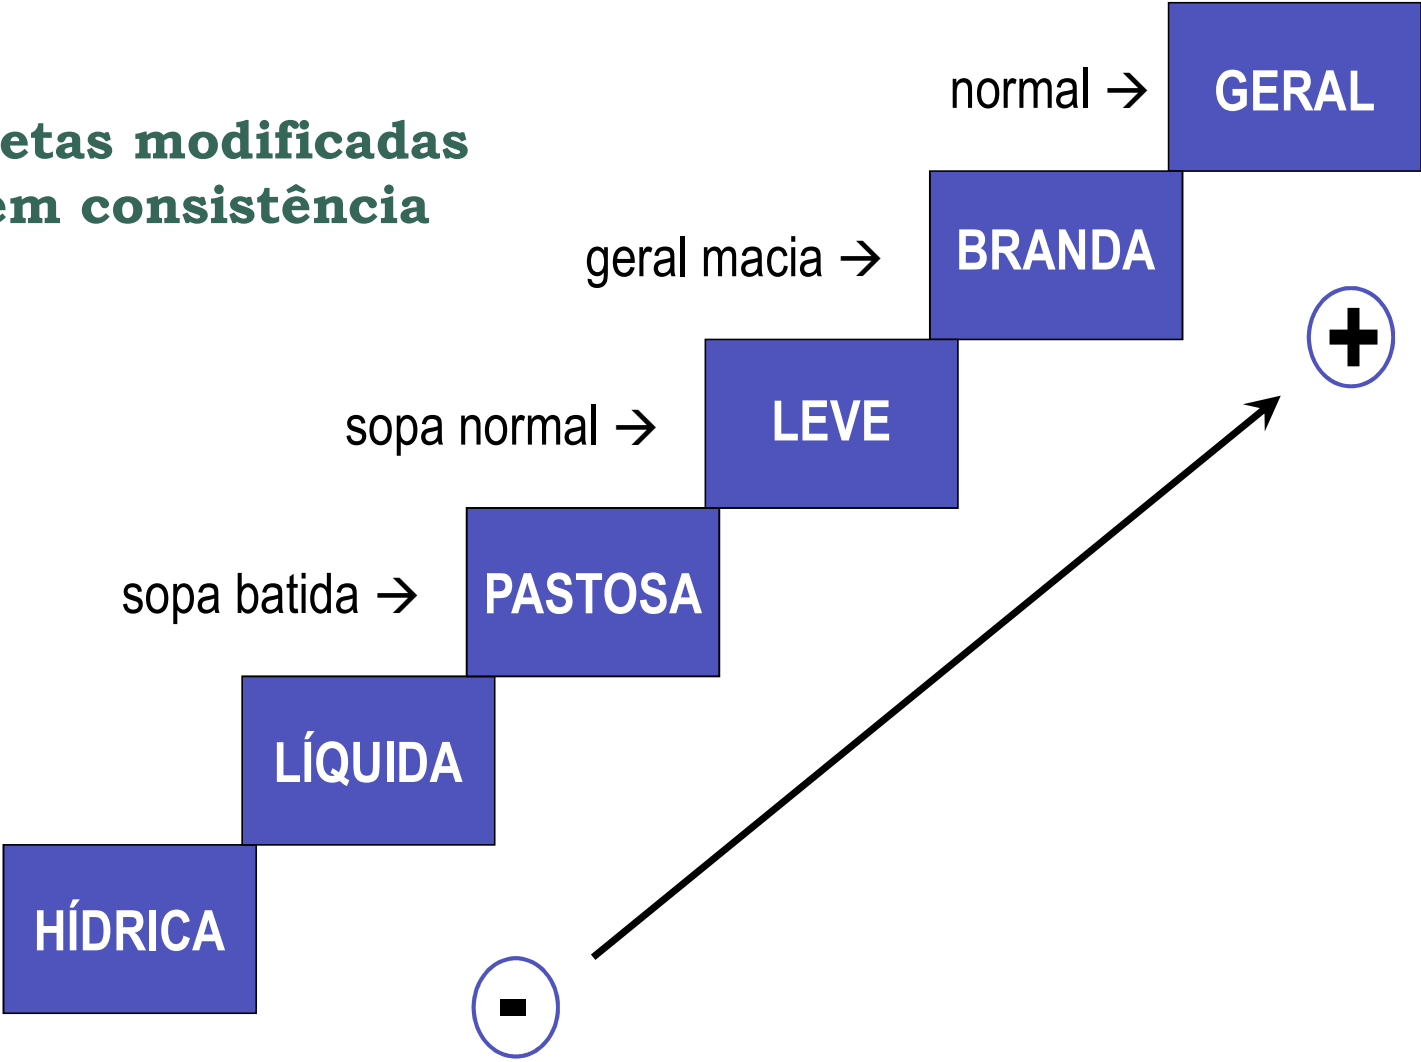 normal → GERAL
etas modificadas
em consistência
geral macia → BRANDA
+
sopa normal → LEVE
sopa batida → PASTOSA
LÍQUIDA
HÍDRICA
-